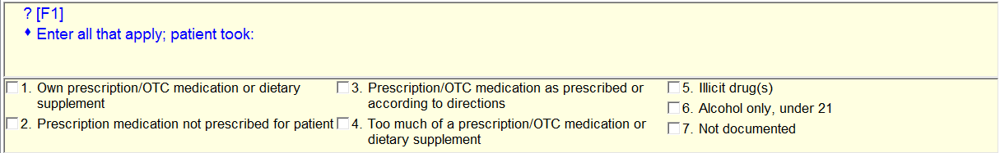 ? [F1]
♦ Enter all that apply; patient took:
1. Own prescription/OTC medication or dietary
supplement
2. Prescription medication not prescribed for patient
3. Prescription/OTC medication as prescribed or
according to directions
4. Too much of a prescription/OTC medication or
dietary supplement
5. Illicit drug(s)
6. Alcohol only, under 21
7. Not documented